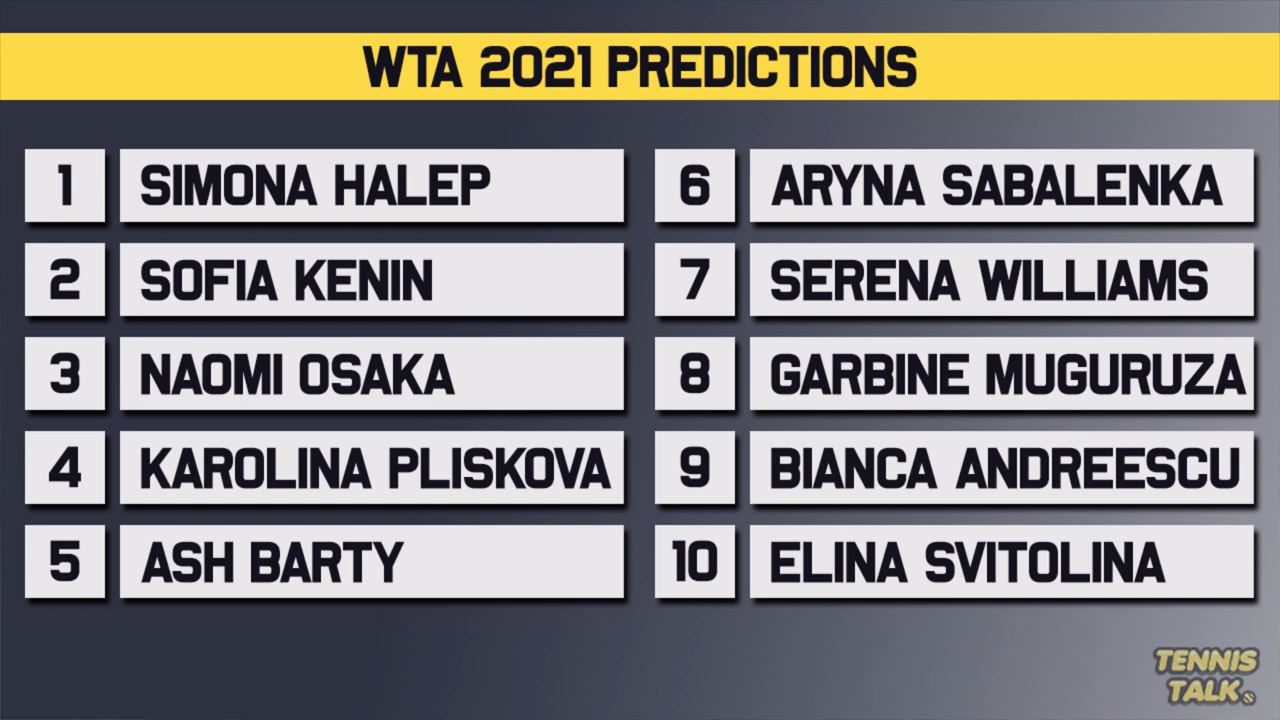 WTA 2021 PREDICTIONS
1 SIMONA HALEP
2 SOFIA KENIN
3 NAOMI OSAKA
4 KAROLINA PLISKOVA
5 ASH BARTY
6 ARYNA SABALENKA
7 SERENA WILLIAMS
8 GARBINE MUGURUZA
9 BIANCA ANDREESCU
10 ELINA SVITOLINA
TENNIS
TALK